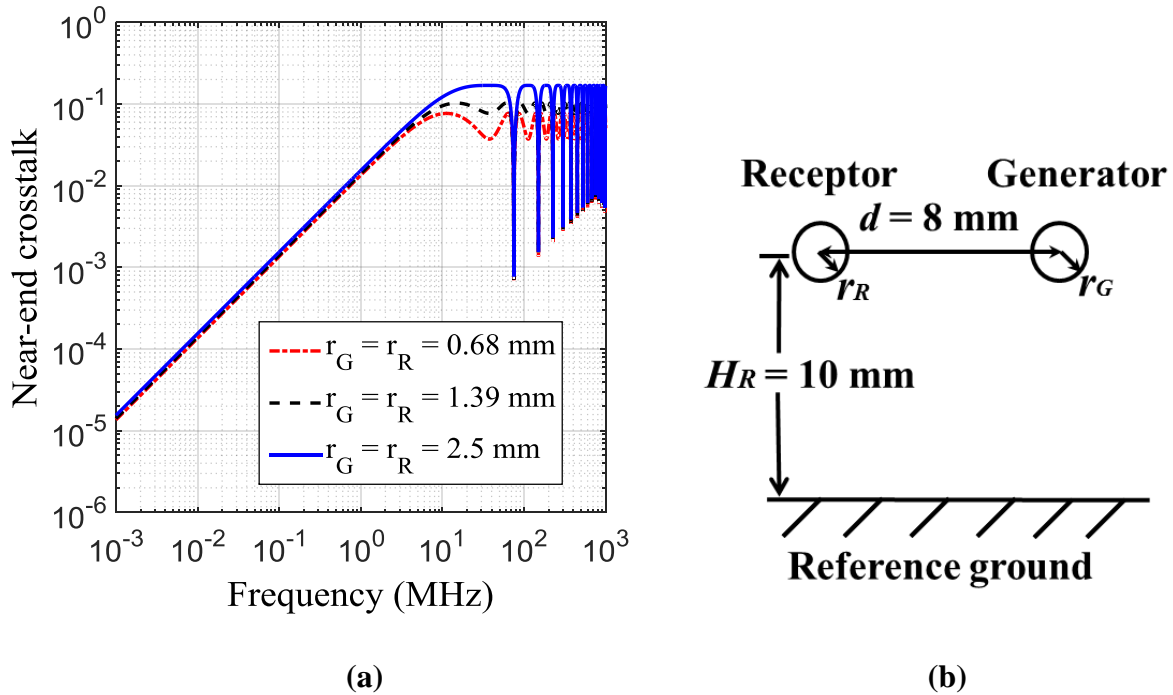 10^0
10^-1
10^-2
10^-3
10^-4
10^-5
10^-6
Near-end crosstalk
r_G = r_R = 0.68 mm
r_G = r_R = 1.39 mm
r_G = r_R = 2.5 mm
10^-3 10^-2 10^-1 10^0 10^1 10^2 10^3
Frequency (MHz)
(a)
Receptor Generator
d = 8 mm
r_R r_G
H_R = 10 mm
Reference ground
(b)